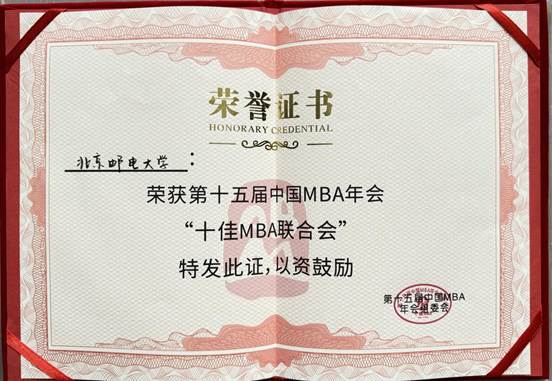 荣誉证书
HONORARY CREDENTIAL
北京邮电大学：
荣获第十五届中国MBA年会
“十佳MBA联合会”
特发此证，以资鼓励
第十五届中国MBA
年会组委会